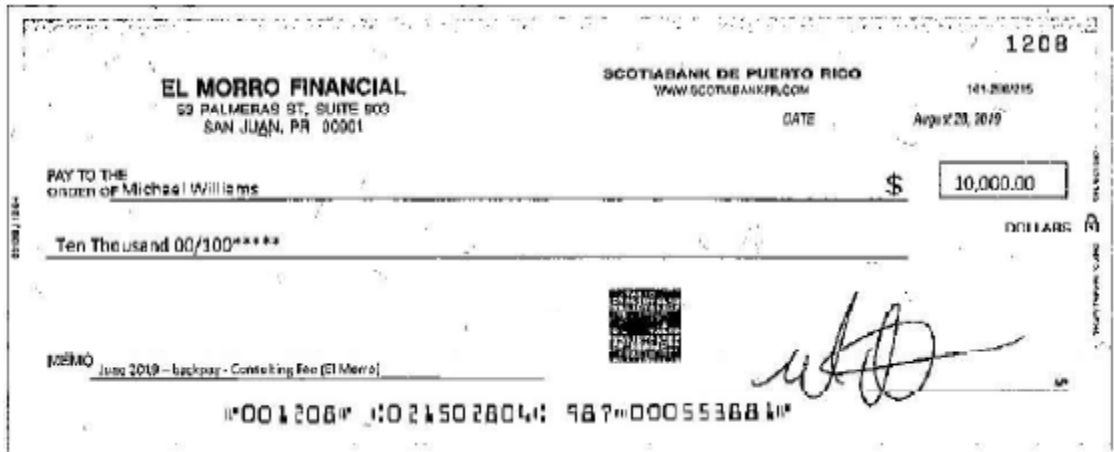 1208
EL MORRO FINANCIAL
53 PALMERAS ST, SUITE 903
SAN JUAN, PR 00901
SCOTIABANK DE PUERTO RICO
WWW.SCOTIABANKPR.COM
DATE August 28, 2019
PAY TO THE
ORDER OF Michael Williams
$ 10,000.00
Ten Thousand 00/100*****
DOLLARS
MEMO June 2019 – backpay - Consulting Fee (El Morro)